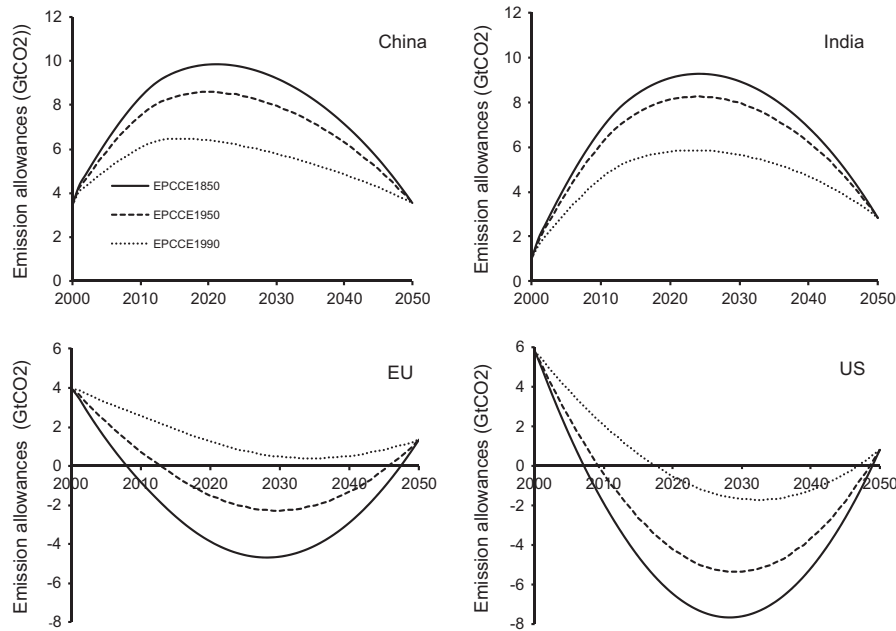 China
Emission allowances (GtCO2))
12
10
8
6
4
2
0
EPCCE1850
EPCCE1950
EPCCE1990
2000 2010 2020 2030 2040 2050
India
Emission allowances (GtCO2)
12
10
8
6
4
2
0
2000 2010 2020 2030 2040 2050
EU
Emission allowances (GtCO2)
6
4
2
0
-2
-4
-6
-8
2000 2010 2020 2030 2040 2050
US
Emission allowances (GtCO2)
6
4
2
0
-2
-4
-6
-8
2000 2010 2020 2030 2040 2050